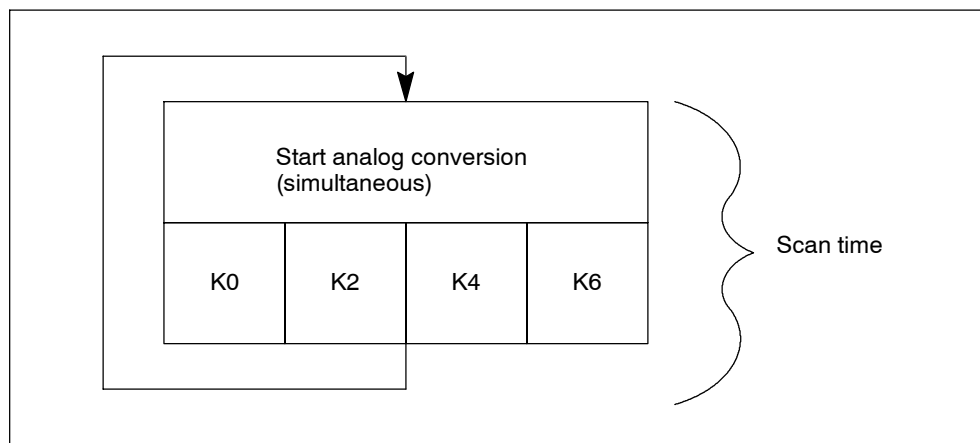 Start analog conversion
(simultaneous)
K0
K2
K4
K6
Scan time